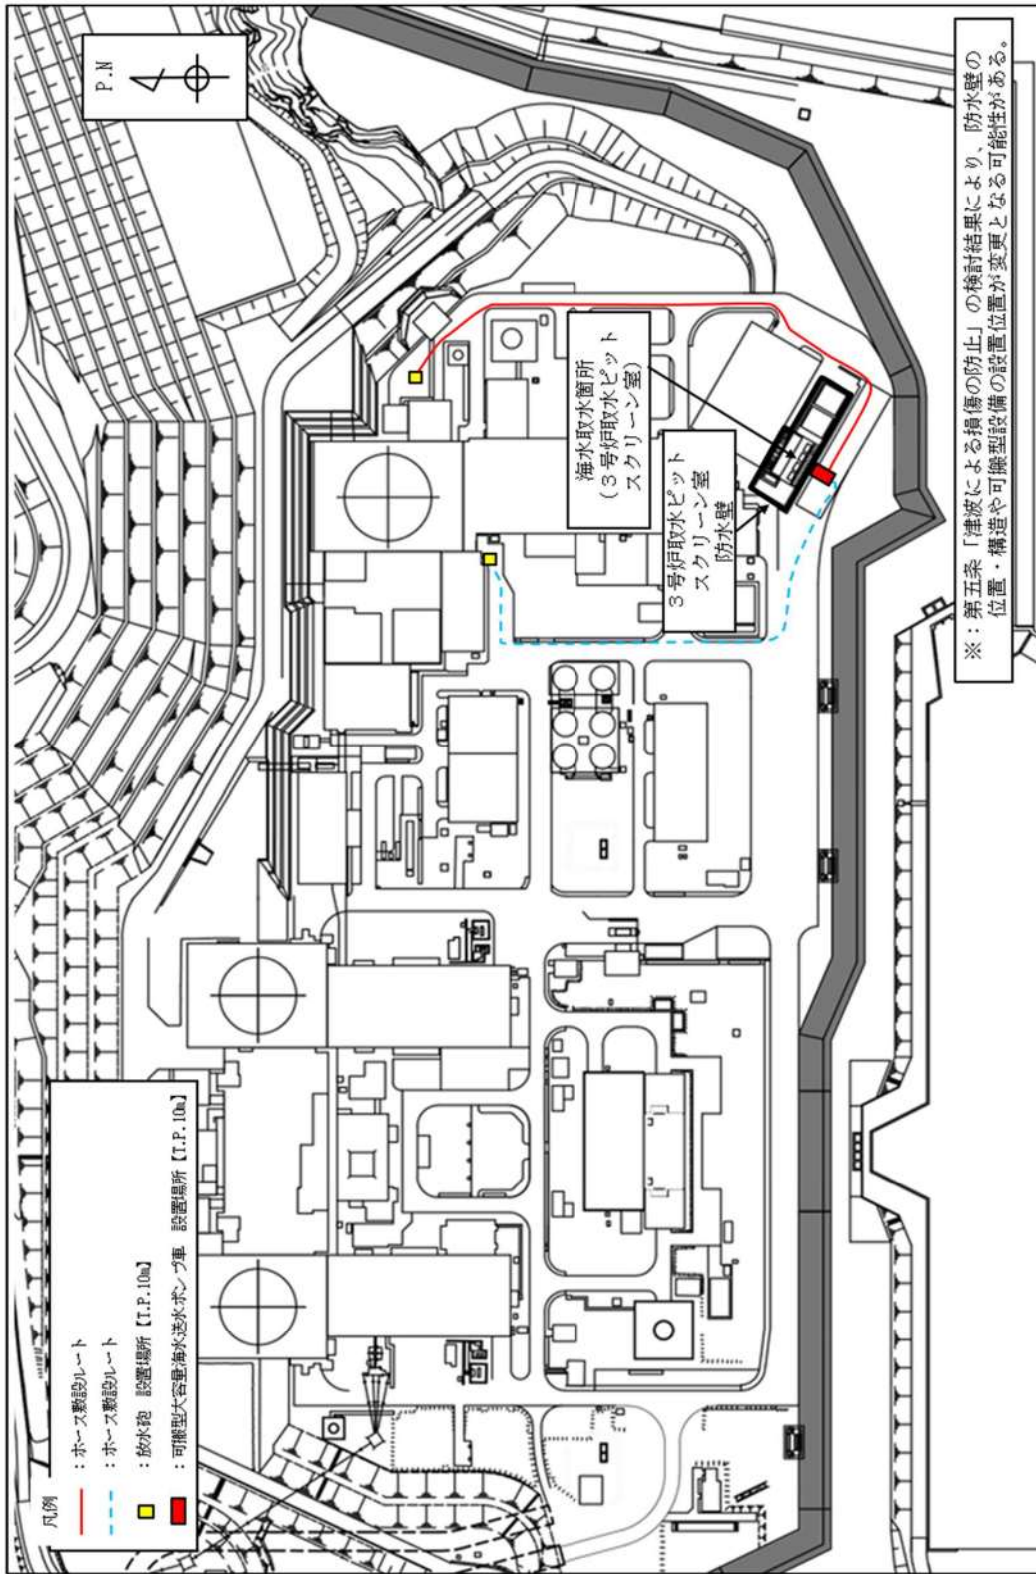 P.N
凡例
：ホース敷設ルート
：ホース敷設ルート
：放水砲　設置場所【T.P.10m】
：可搬型大容量海水送水ポンプ車　設置場所【T.P.10m】
海水取水箇所
（３号炉取水ピット
スクリーン室）
３号炉取水ピット
スクリーン室
防水壁
※：第五条「津波による損傷の防止」の検討結果により、防水壁の
位置・構造や可搬型設備の設置位置が変更となる可能性がある。